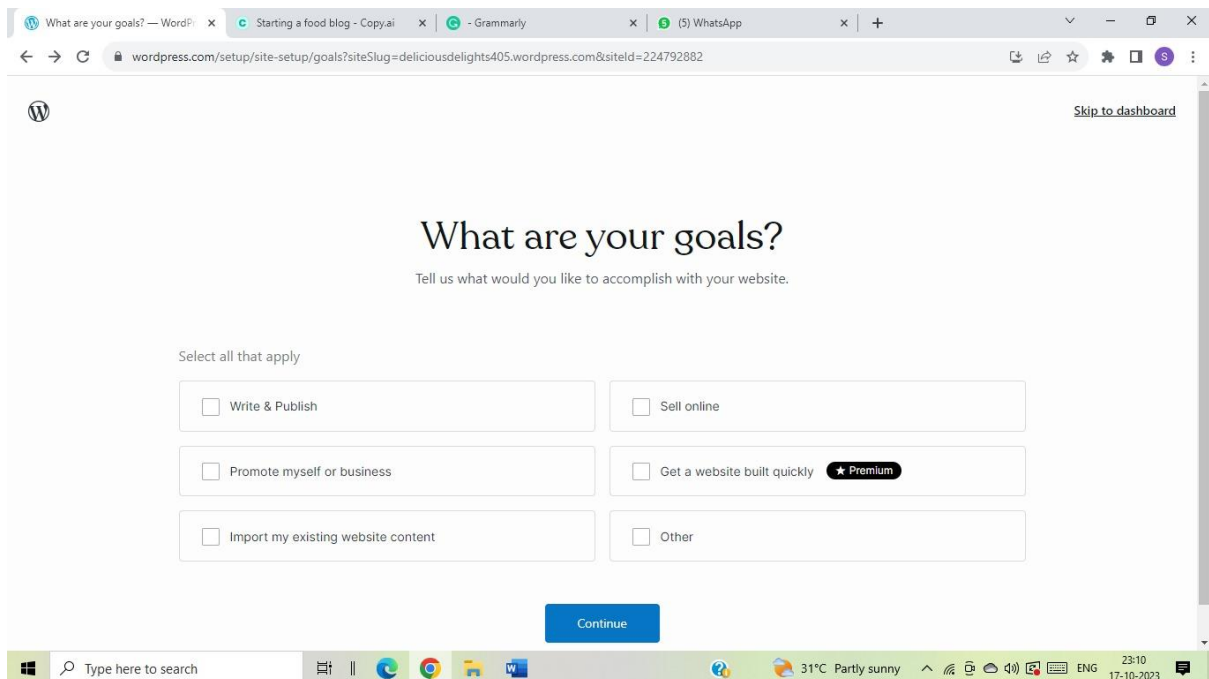 What are your goals? — WordPr
Starting a food blog - Copy.ai
- Grammarly
(5) WhatsApp
wordpress.com/setup/site-setup/goals?siteSlug=deliciousdelights405.wordpress.com&siteId=224792882
S
Skip to dashboard
What are your goals?
Tell us what would you like to accomplish with your website.
Select all that apply
Write & Publish
Sell online
Promote myself or business
Get a website built quickly ★ Premium
Import my existing website content
Other
Continue
Type here to search
31°C Partly sunny
ENG
23:10
17-10-2023